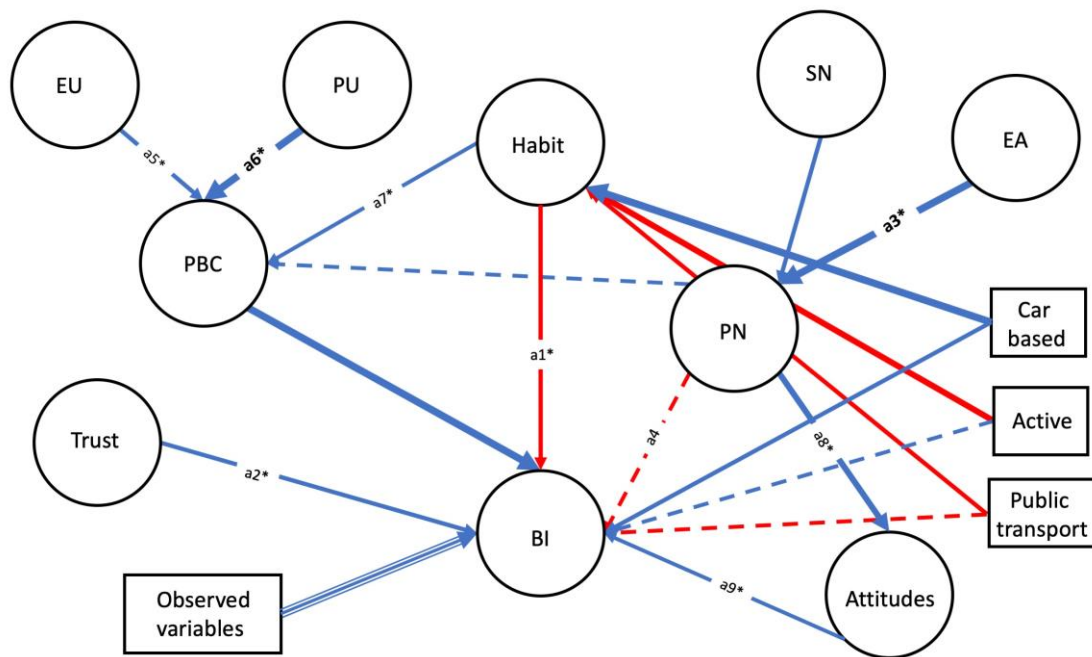 EU
PU
SN
EA
Habit
a5*
a6*
a7*
a3*
PBC
PN
Car
based
a1*
Active
a4
a8*
Trust
a2*
Public
transport
BI
a9*
Attitudes
Observed
variables